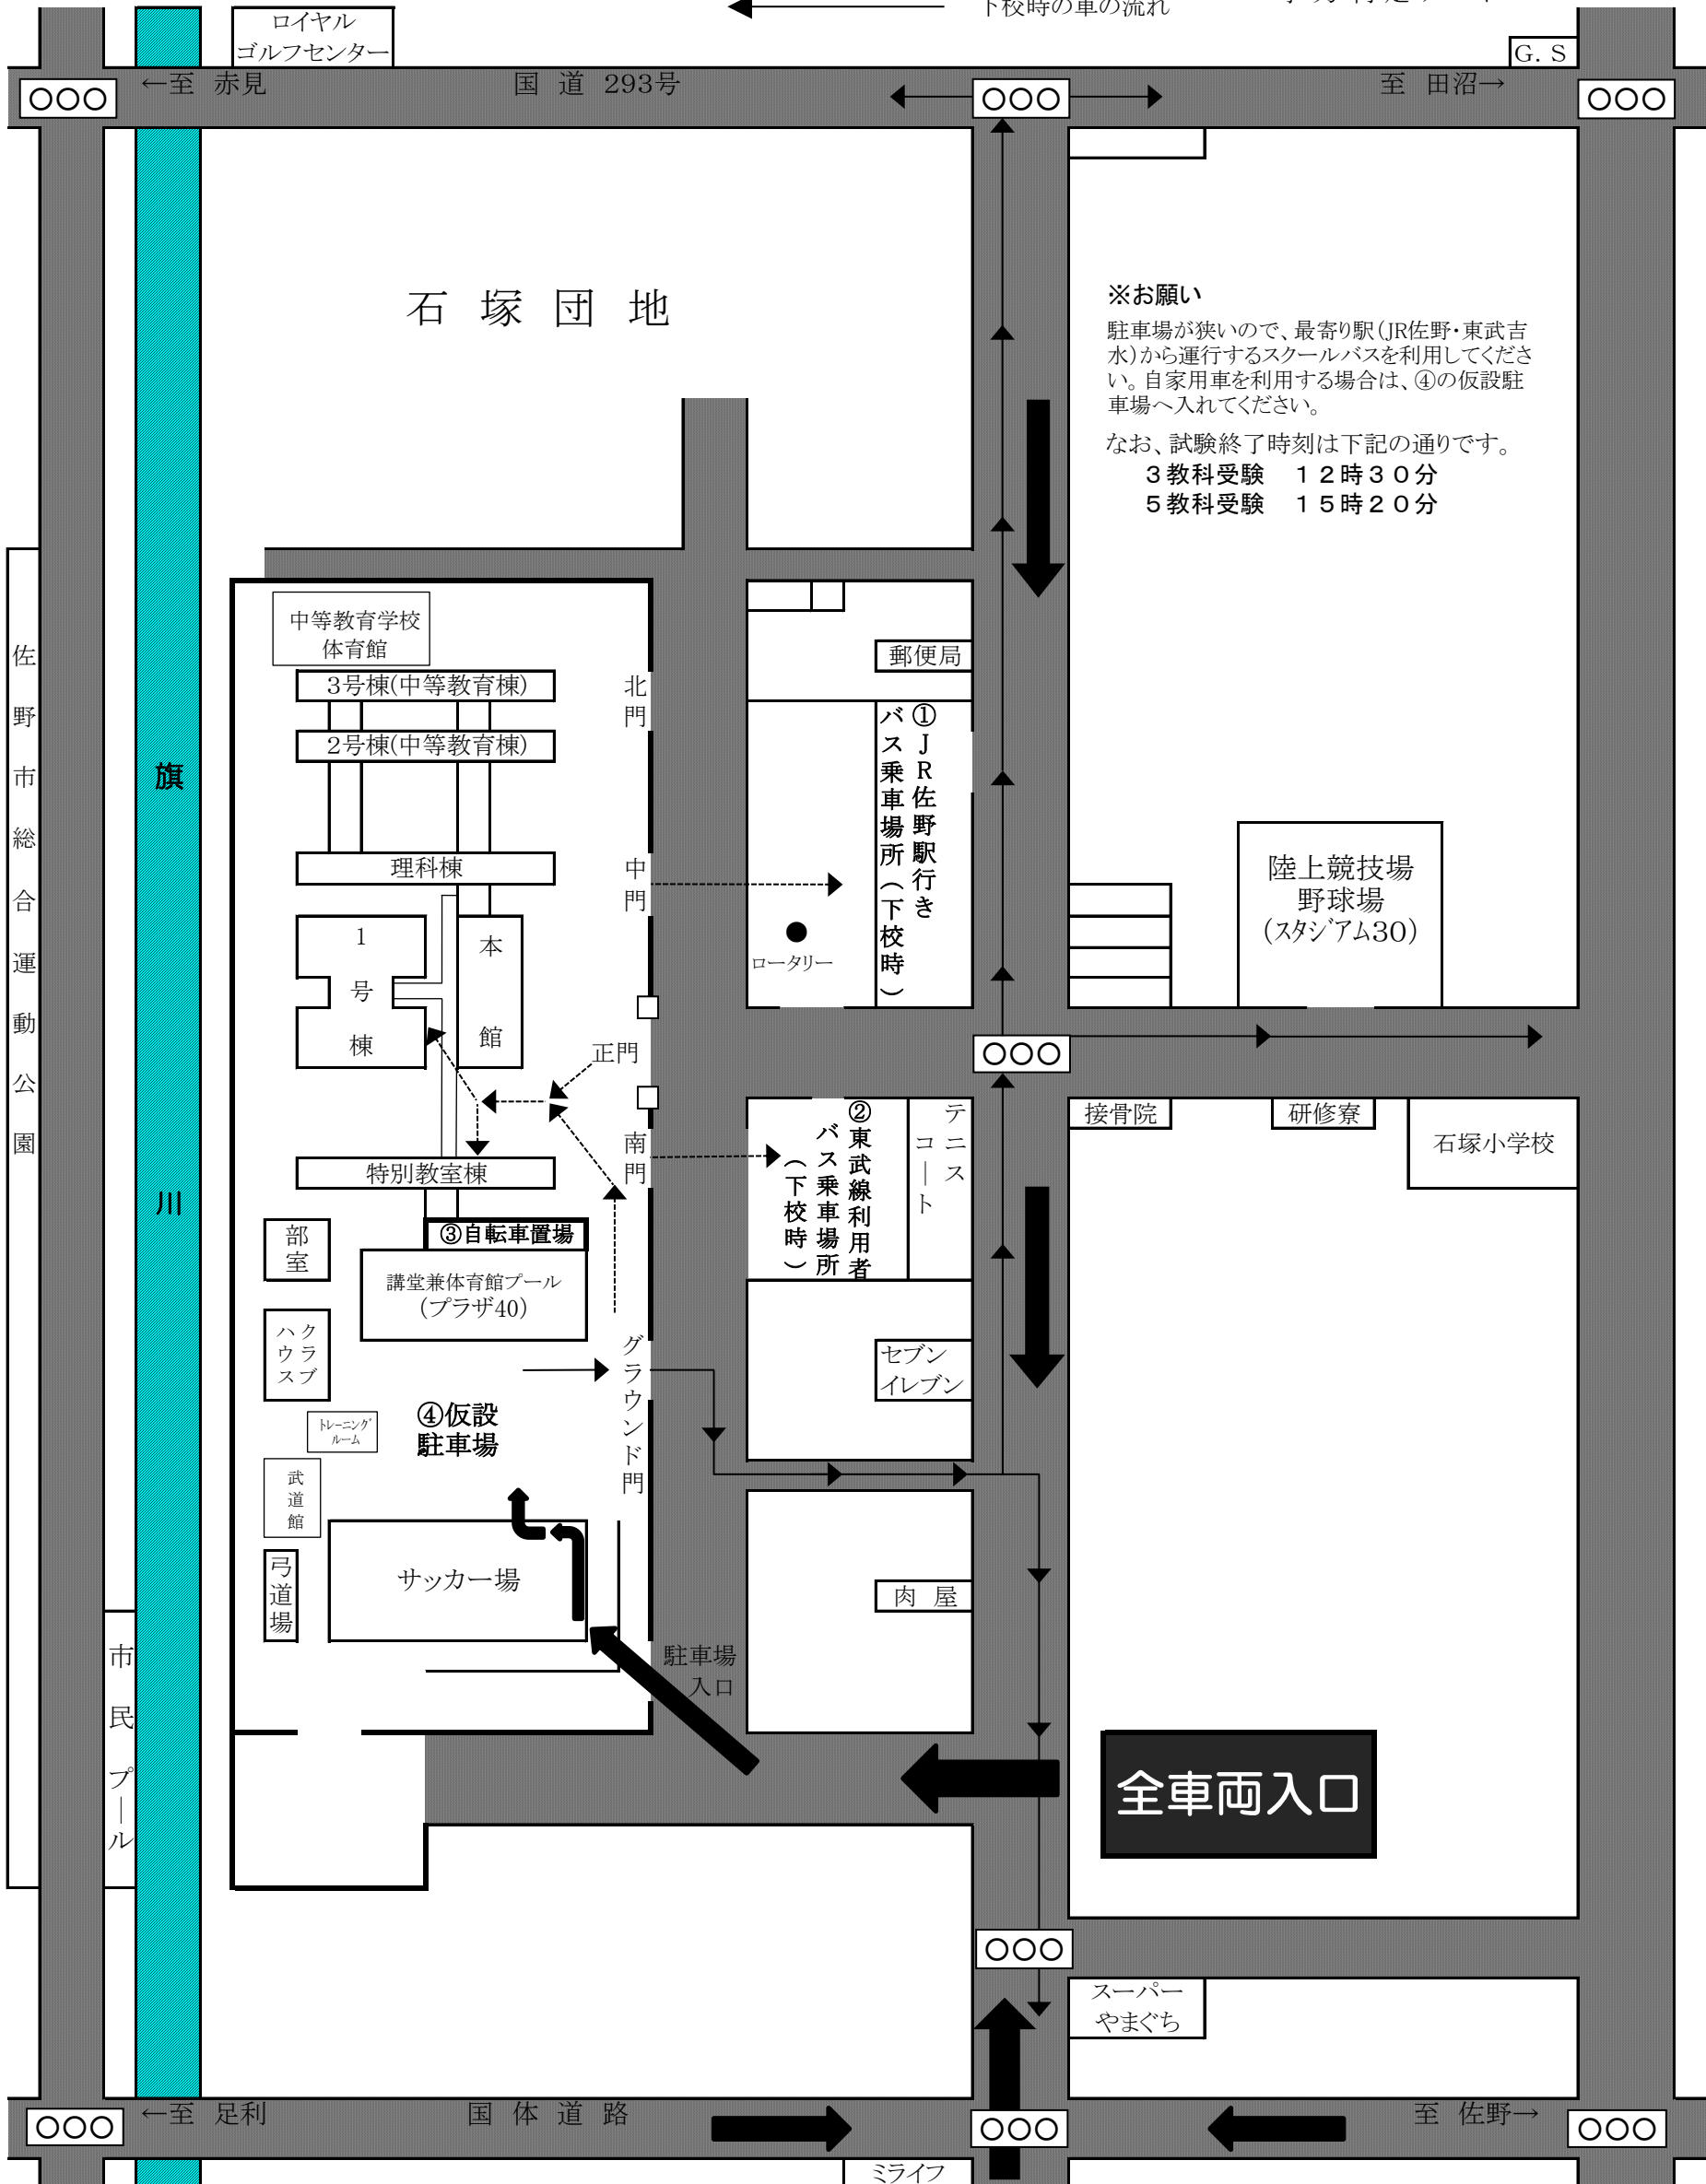 下校時の車の流れ
ロイヤル
ゴルフセンター
G. S
←至 赤見
国 道 293号
至 田沼→
石 塚 団 地
※お願い
駐車場が狭いので、最寄り駅(JR佐野・東武吉
水)から運行するスクールバスを利用してくださ
い。自家用車を利用する場合は、④の仮設駐
車場へ入れてください。
なお、試験終了時刻は下記の通りです。
3教科受験 12時30分
5教科受験 15時20分
佐野市総合運動公園
旗川
中等教育学校
体育館
3号棟(中等教育棟)
2号棟(中等教育棟)
北門
郵便局
①JR佐野駅行き
バス乗車場所(下校時)
理科棟
中門
ロータリー
陸上競技場
野球場
(スタジアム30)
1号棟
本館
正門
南門
②東武線利用者
バス乗車場所
(下校時)
テニス
コート
接骨院
研修寮
石塚小学校
特別教室棟
部室
③自転車置場
講堂兼体育館プール
(プラザ40)
クラブ
ハウス
グラウンド門
セブン
イレブン
トレーニング
ルーム
④仮設
駐車場
武道館
サッカー場
弓道場
肉 屋
駐車場
入口
市民プール
全車両入口
スーパー
やまぐち
←至 足利
国 体 道 路
至 佐野→
ミライフ